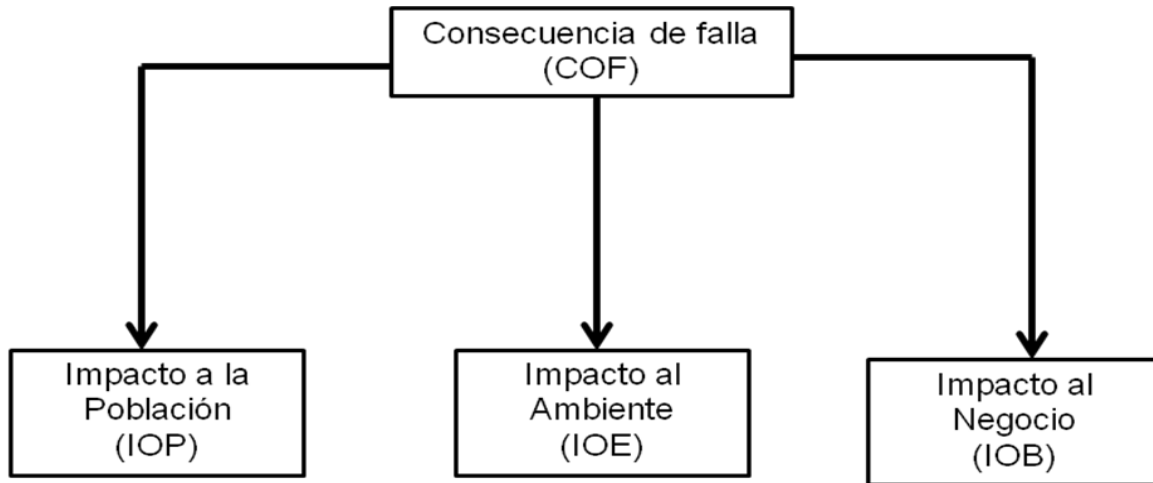 Consecuencia de falla
(COF)
Impacto a la
Población
(IOP)
Impacto al
Ambiente
(IOE)
Impacto al
Negocio
(IOB)